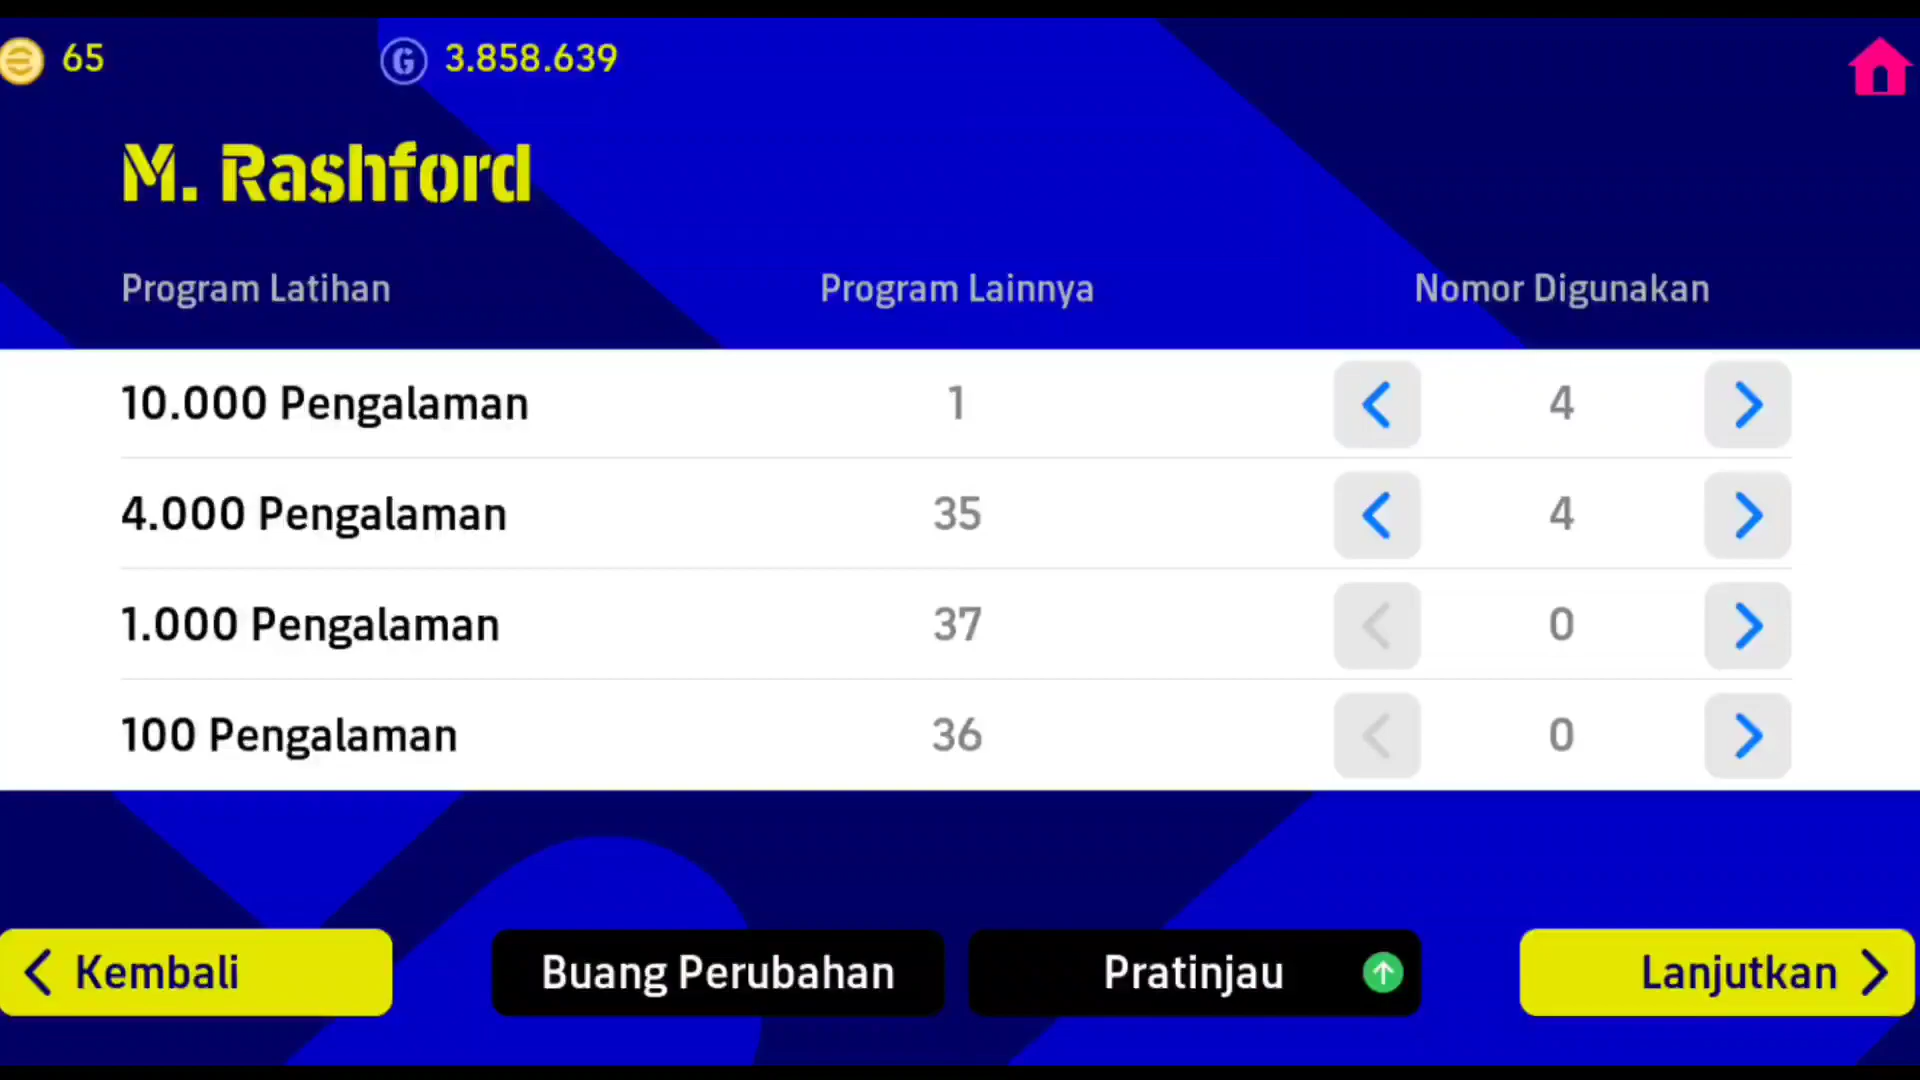 65
G 3.858.639
M. Rashford
Program Latihan Program Lainnya Nomor Digunakan
10.000 Pengalaman 1 4
4.000 Pengalaman 35 4
1.000 Pengalaman 37 0
100 Pengalaman 36 0
Kembali Buang Perubahan Pratinjau Lanjutkan